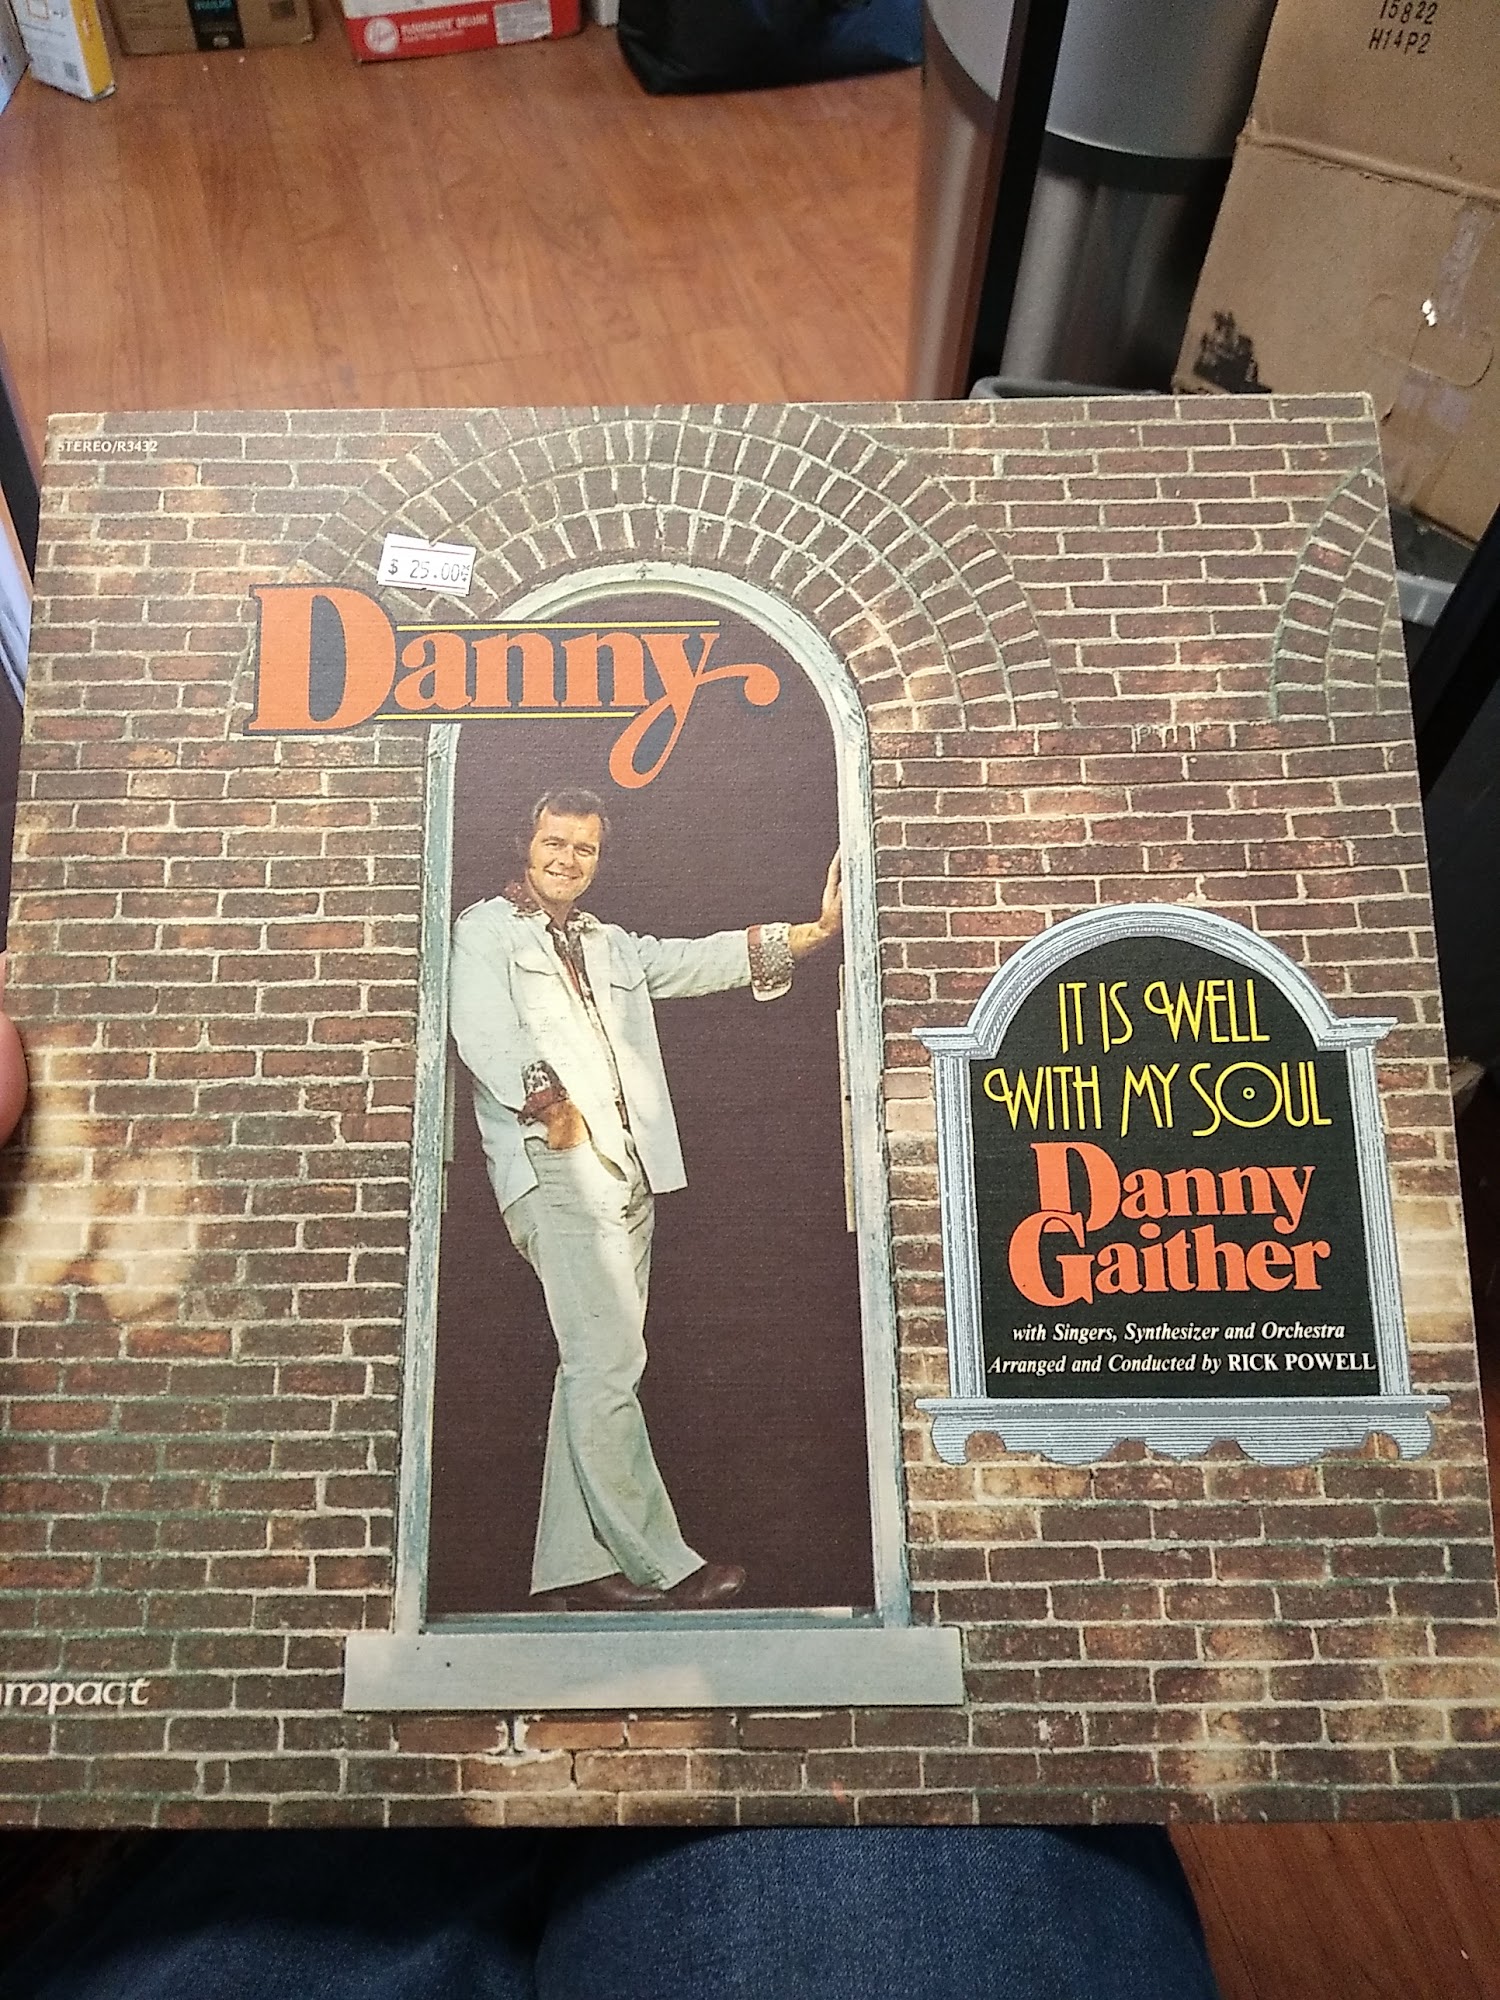 15822
H14P2
STEREO/R3432
$ 25.00
Danny
IT IS WELL
WITH MY SOUL
Danny
Gaither
with Singers, Synthesizer and Orchestra
Arranged and Conducted by RICK POWELL
impact